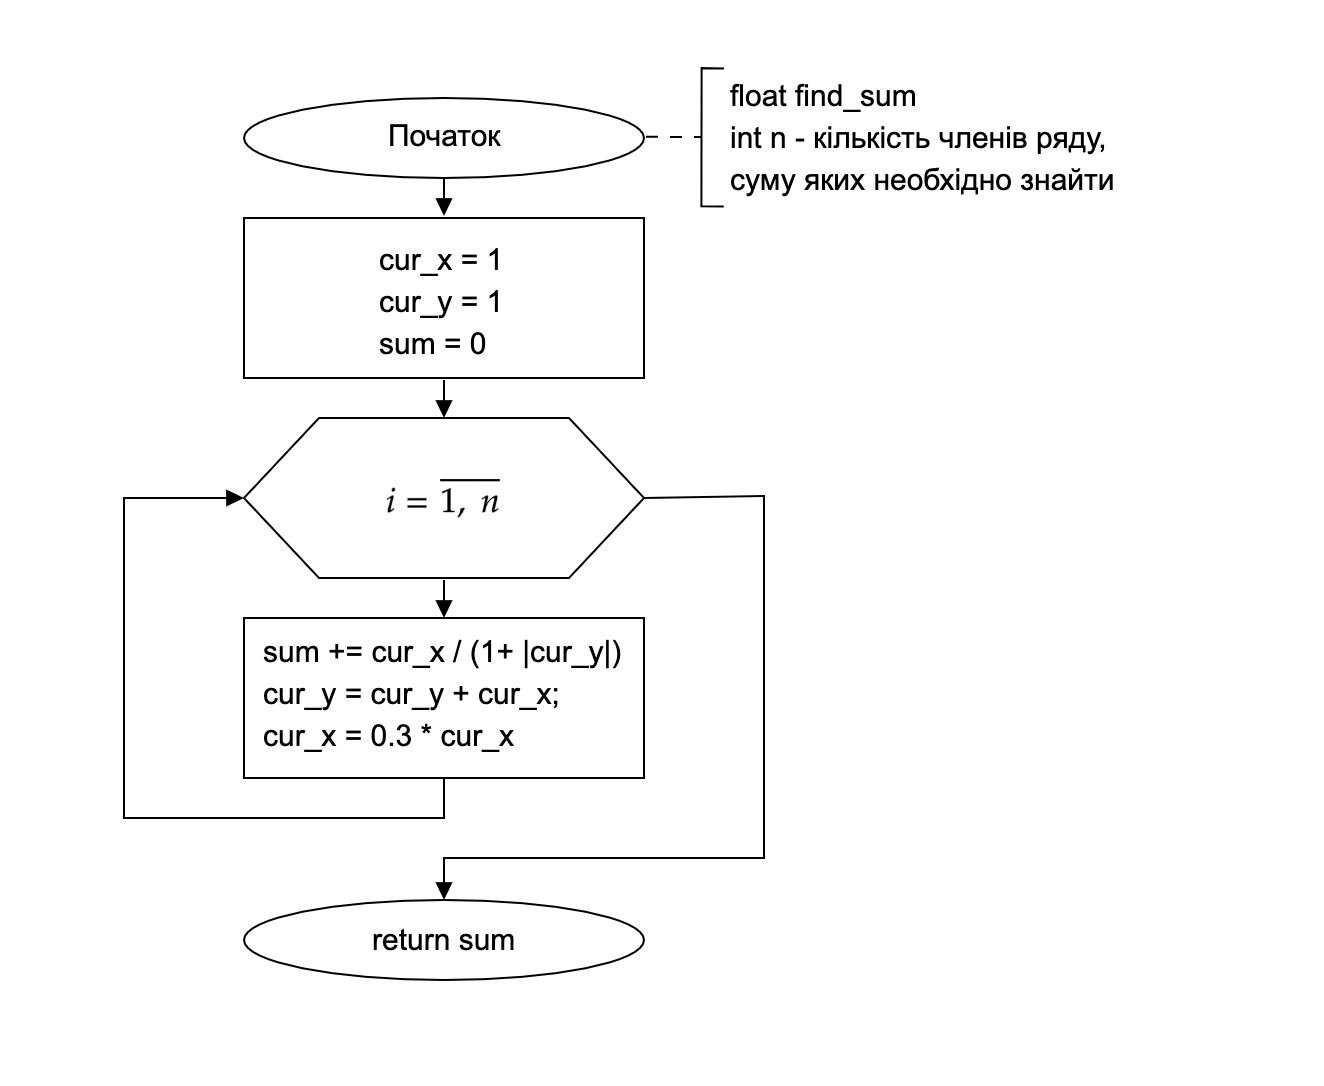 Початок
float find_sum
int n - кількість членів ряду,
суму яких необхідно знайти
cur_x = 1
cur_y = 1
sum = 0
i = 1, n
sum += cur_x / (1+ |cur_y|)
cur_y = cur_y + cur_x;
cur_x = 0.3 * cur_x
return sum